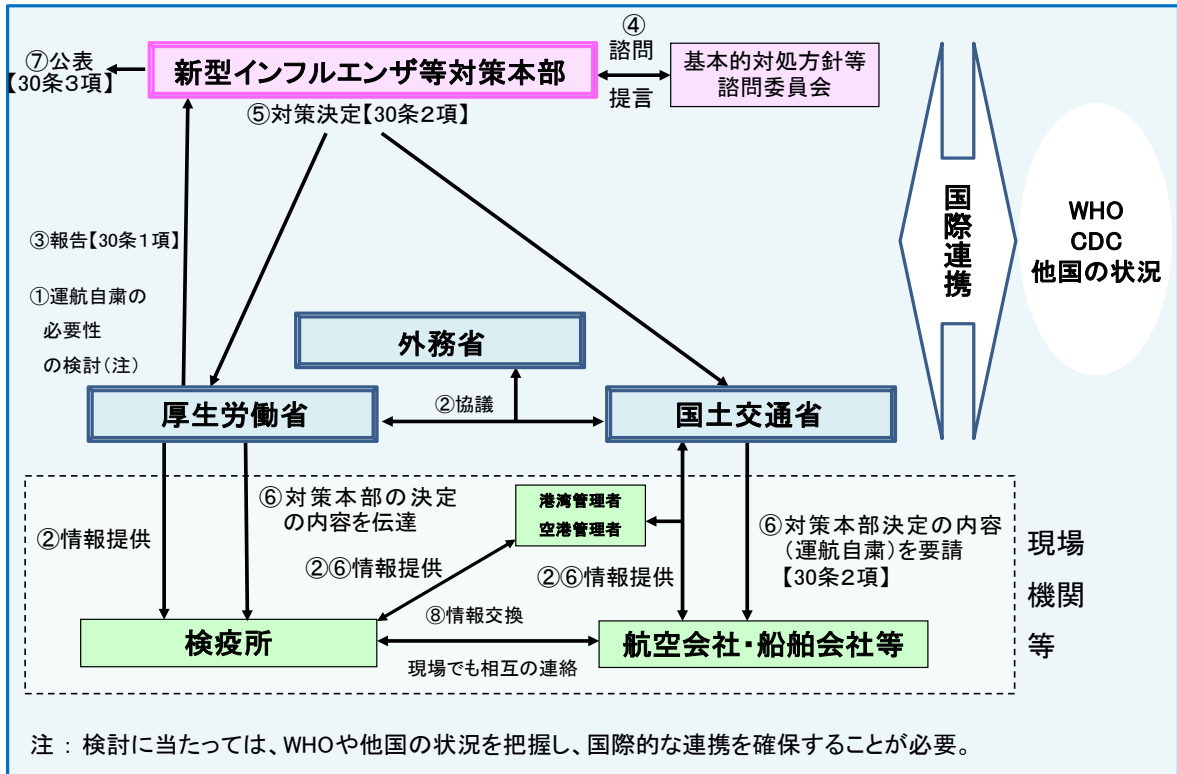 ⑦公表
【30条3項】
新型インフルエンザ等対策本部
④
諮問
提言
基本的対処方針等
諮問委員会
⑤対策決定【30条2項】
国際連携
WHO
CDC
他国の状況
③報告【30条1項】
①運航自粛の
必要性
の検討(注)
外務省
厚生労働省
②協議
国土交通省
②情報提供
⑥対策本部の決定
の内容を伝達
港湾管理者
空港管理者
②⑥情報提供
②⑥情報提供
⑥対策本部決定の内容
(運航自粛)を要請
【30条2項】
現場
機関
等
検疫所
⑧情報交換
現場でも相互の連絡
航空会社・船舶会社等
注 : 検討に当たっては、WHOや他国の状況を把握し、国際的な連携を確保することが必要。